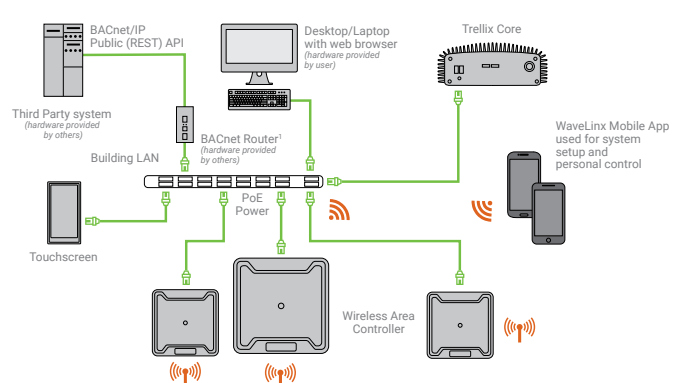 BACnet/IP
Public (REST) API
Desktop/Laptop
with web browser
(hardware provided
by user)
Trellix Core
Third Party system
(hardware provided
by others)
BACnet Router¹
(hardware provided
by others)
Building LAN
WaveLinx Mobile App
used for system
setup and
personal control
PoE
Power
Touchscreen
Wireless Area
Controller